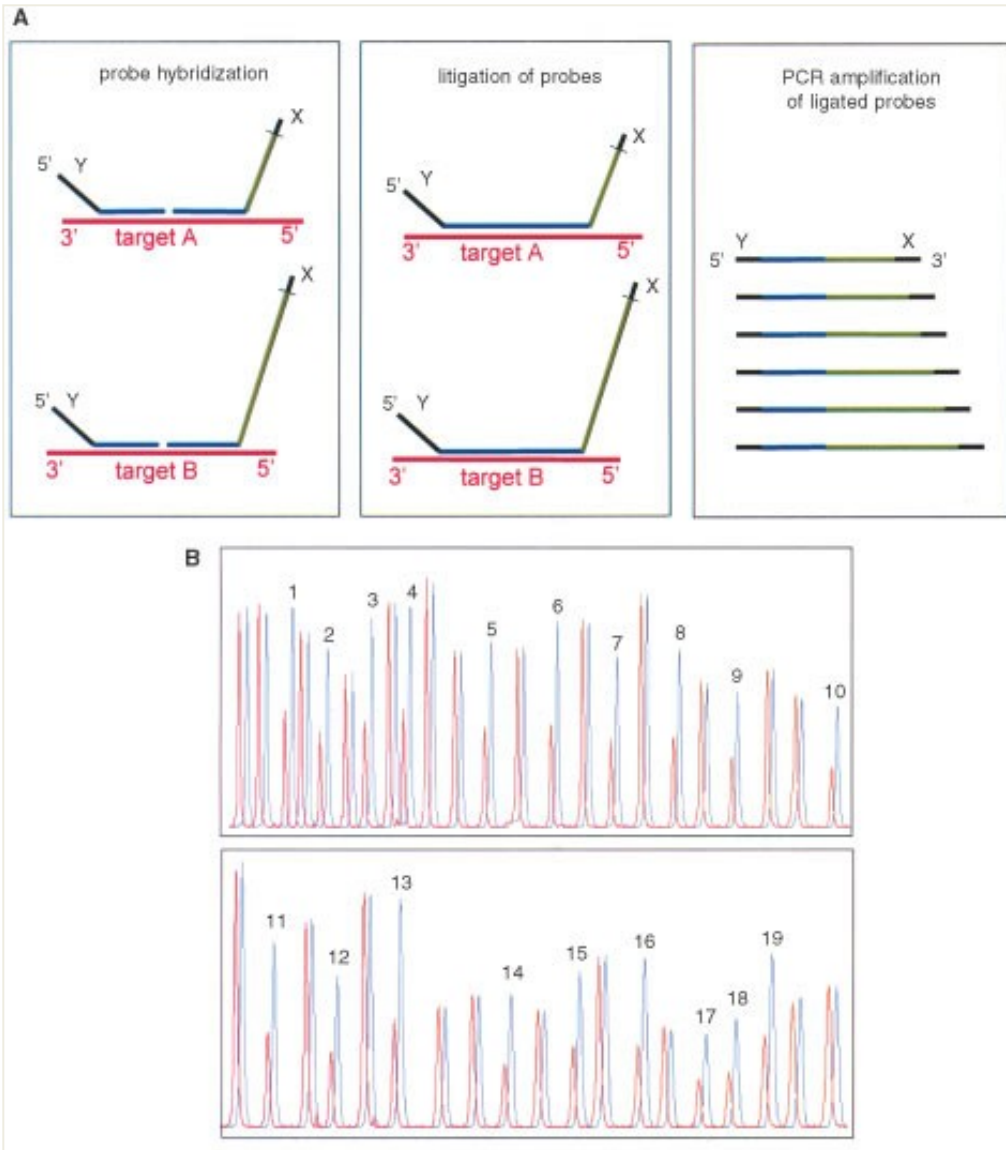 A
probe hybridization
X
5' Y
3' target A 5'
X
5' Y
3' target B 5'
litigation of probes
X
5' Y
3' target A 5'
X
5' Y
3' target B 5'
PCR amplification
of ligated probes
Y X
5' 3'
B
1 2 3 4 5 6 7 8 9 10
11 12 13 14 15 16 17 18 19